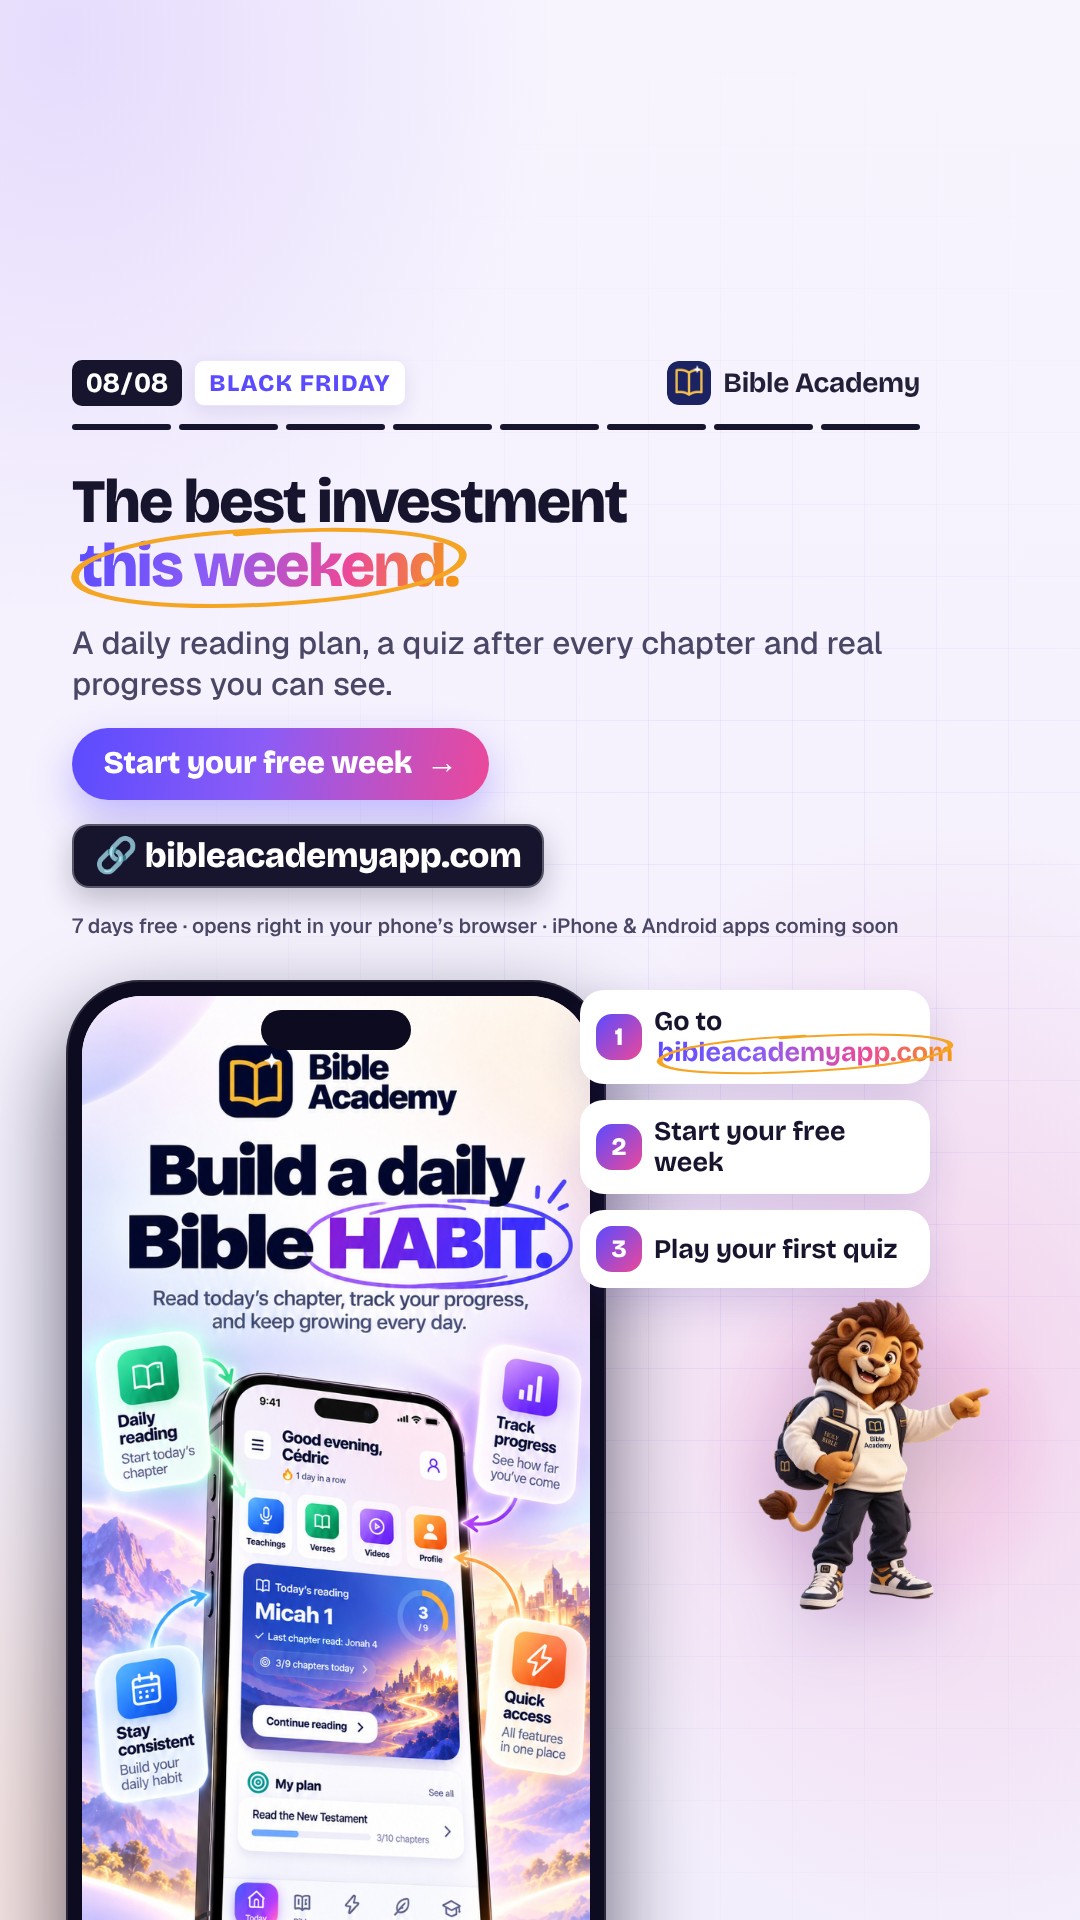 08/08
BLACK FRIDAY
Bible Academy
The best investment
this weekend.
A daily reading plan, a quiz after every chapter and real
progress you can see.
Start your free week →
🔗 bibleacademyapp.com
7 days free · opens right in your phone’s browser · iPhone & Android apps coming soon
1
Go to
bibleacademyapp.com
2
Start your free
week
3
Play your first quiz
Bible
Academy
Build a daily
Bible HABIT.
Read today’s chapter, track your progress,
and keep growing every day.
Daily
reading
Start today’s
chapter
Track
progress
See how far
you’ve come
9:41
Good evening,
Cédric
🔥 1 day in a row
Teachings
Verses
Videos
Profile
Today’s reading
Micah 1
3
/ 9
✓ Last chapter read: Jonah 4
3/9 chapters today >
Continue reading >
Stay
consistent
Build your
daily habit
Quick
access
All features
in one place
My plan
See all
Read the New Testament
3/10 chapters
Today
HOLY
BIBLE
Bible
Academy